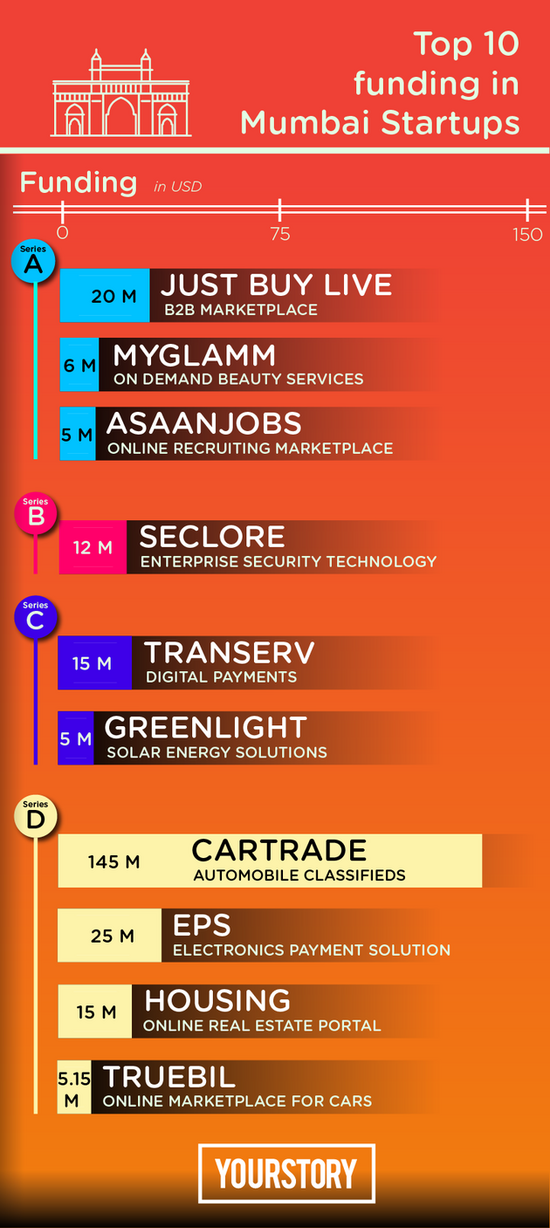 Top 10
funding in
Mumbai Startups
Funding in USD
0 75 150
Series
A
20 M
JUST BUY LIVE
B2B MARKETPLACE
6 M
MYGLAMM
ON DEMAND BEAUTY SERVICES
5 M
ASAANJOBS
ONLINE RECRUITING MARKETPLACE
Series
B
12 M
SECLORE
ENTERPRISE SECURITY TECHNOLOGY
Series
C
15 M
TRANSERV
DIGITAL PAYMENTS
5 M
GREENLIGHT
SOLAR ENERGY SOLUTIONS
Series
D
145 M
CARTRADE
AUTOMOBILE CLASSIFIEDS
25 M
EPS
ELECTRONICS PAYMENT SOLUTION
15 M
HOUSING
ONLINE REAL ESTATE PORTAL
5.15
M
TRUEBIL
ONLINE MARKETPLACE FOR CARS
YOURSTORY